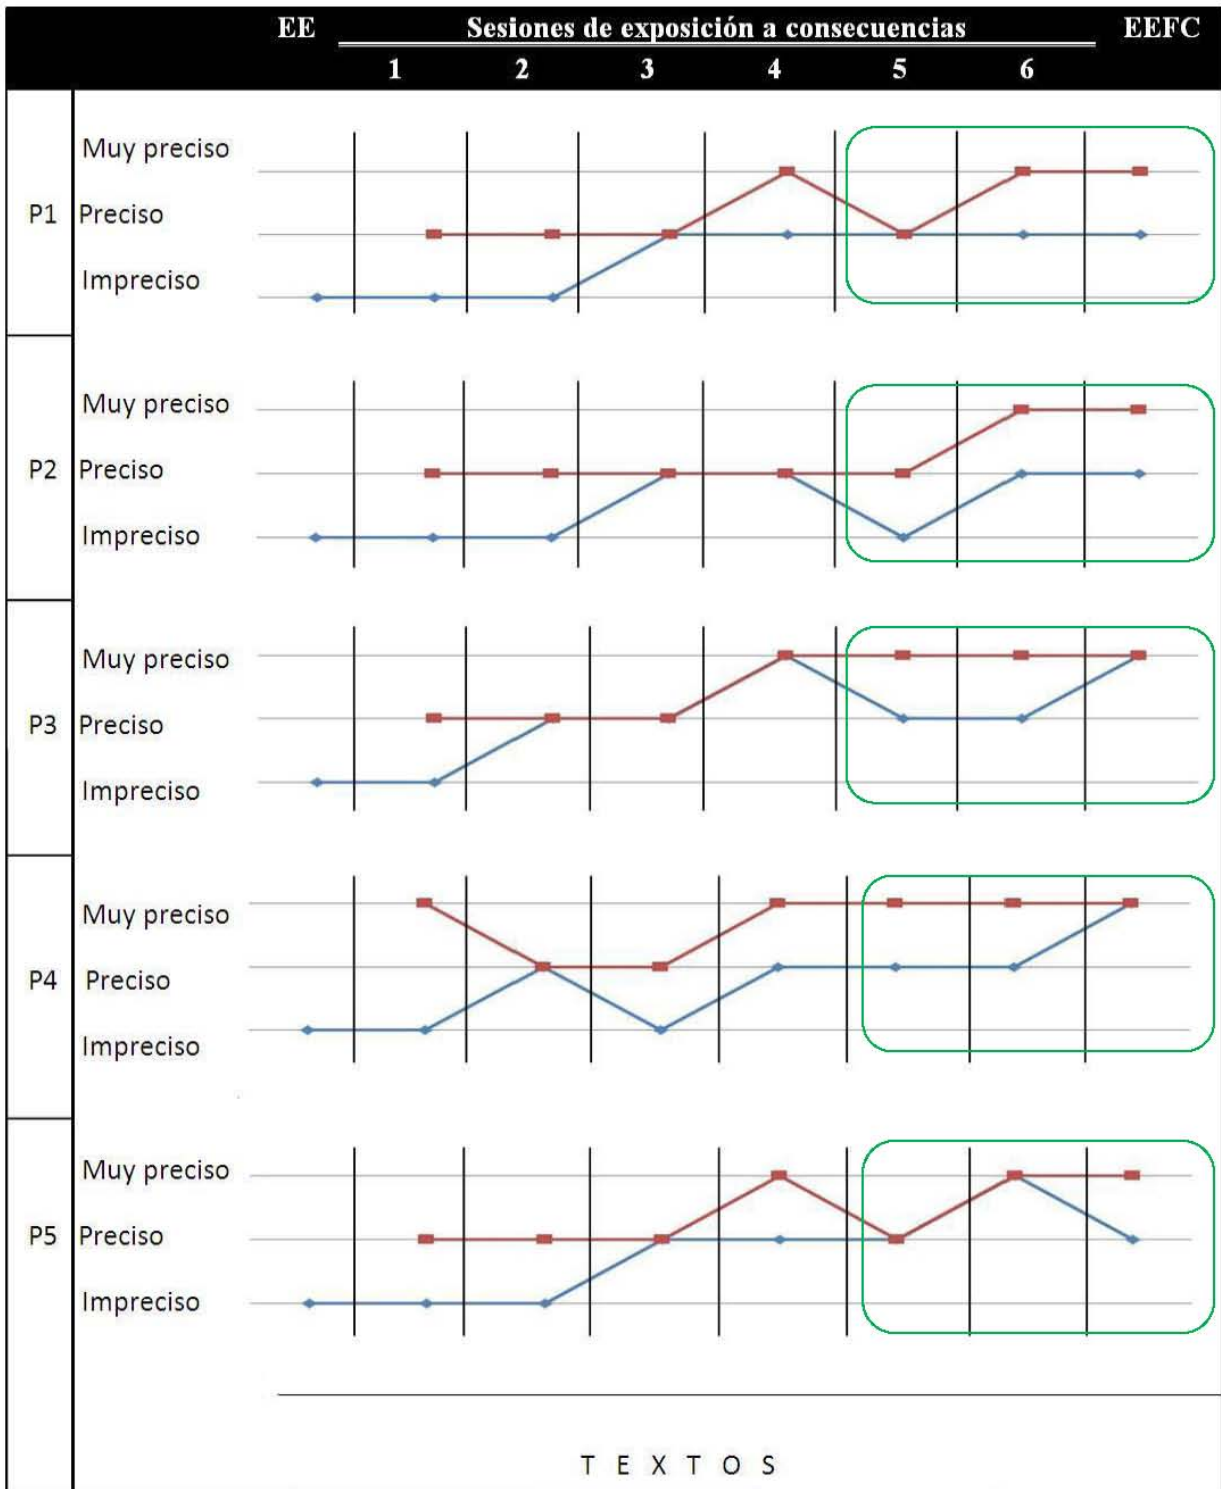 EE Sesiones de exposición a consecuencias EEFC
1 2 3 4 5 6
Muy preciso
P1 Preciso
Impreciso
Muy preciso
P2 Preciso
Impreciso
Muy preciso
P3 Preciso
Impreciso
Muy preciso
P4 Preciso
Impreciso
Muy preciso
P5 Preciso
Impreciso
T E X T O S